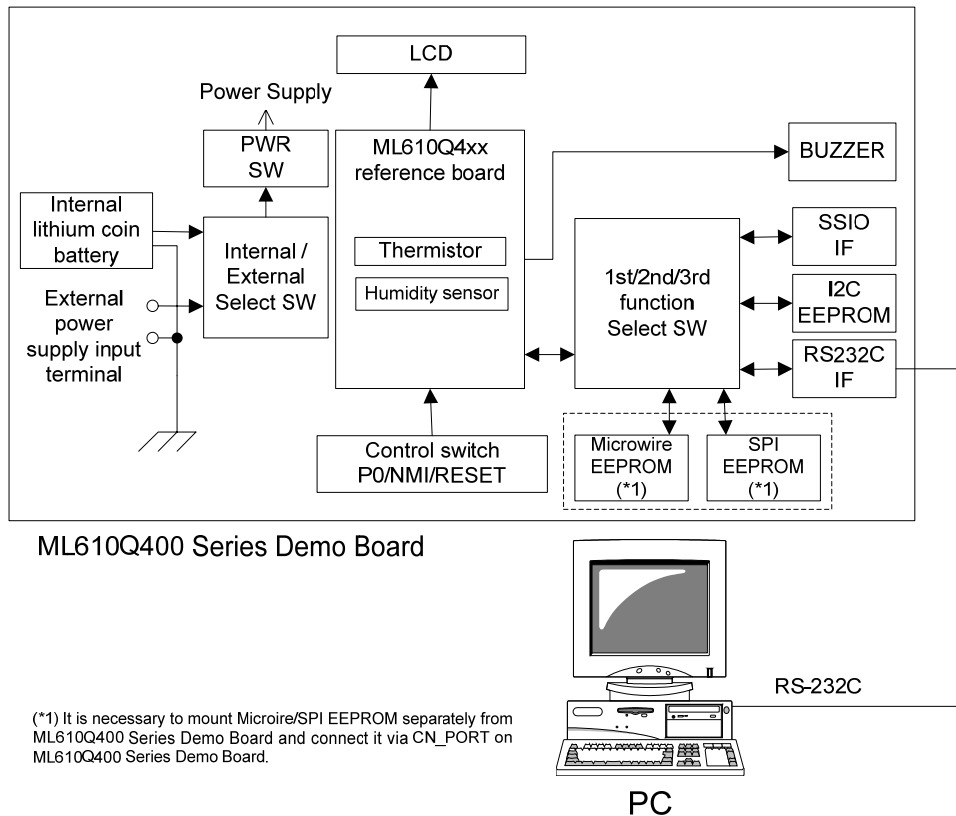 LCD
Power Supply
PWR
SW
ML610Q4xx
reference board
BUZZER
Internal
lithium coin
battery
Internal /
External
Select SW
Thermistor
Humidity sensor
1st/2nd/3rd
function
Select SW
SSIO
IF
I2C
EEPROM
External
power
supply input
terminal
RS232C
IF
Control switch
P0/NMI/RESET
Microwire
EEPROM
(*1)
SPI
EEPROM
(*1)
ML610Q400 Series Demo Board
RS-232C
(*1) It is necessary to mount Microire/SPI EEPROM separately from
ML610Q400 Series Demo Board and connect it via CN_PORT on
ML610Q400 Series Demo Board.
PC